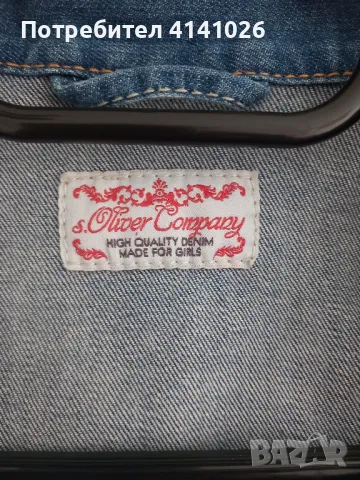 Потребител 4141026
s.Oliver Company
HIGH QUALITY DENIM
MADE FOR GIRLS
BAZAR